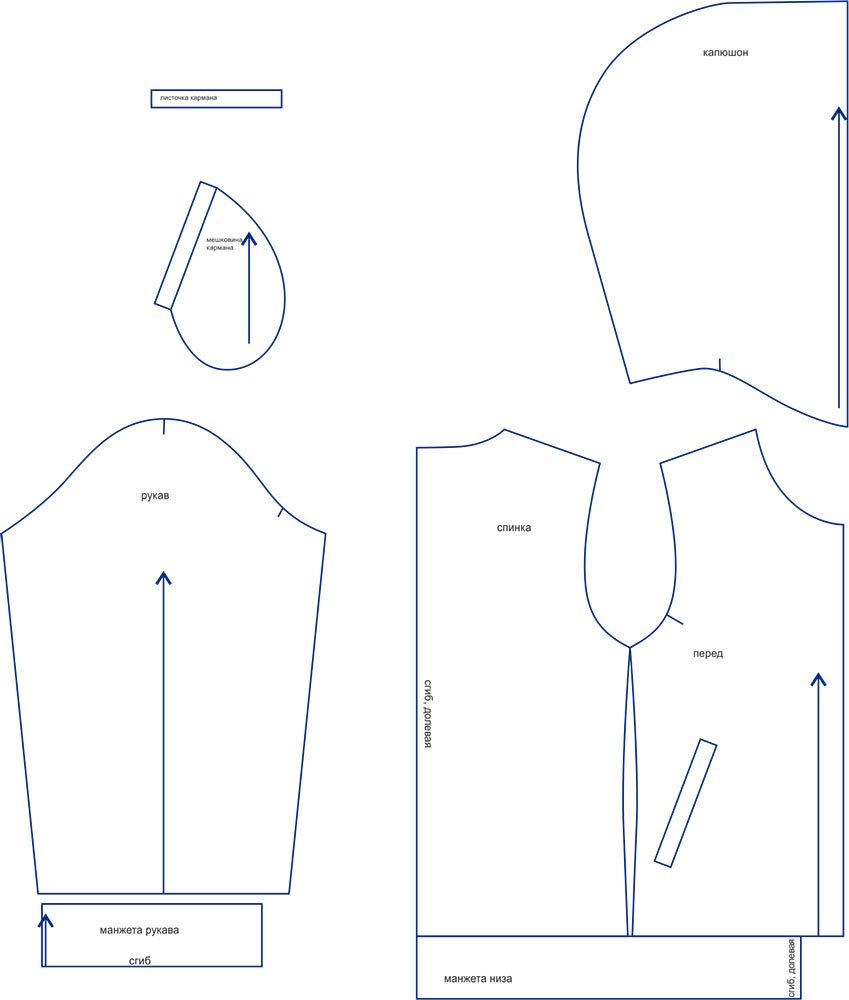 капюшон
листочка кармана
мешковина
кармана
рукав
спинка
перед
сгиб, долевая
манжета рукава
сгиб
манжета низа
сгиб, долевая